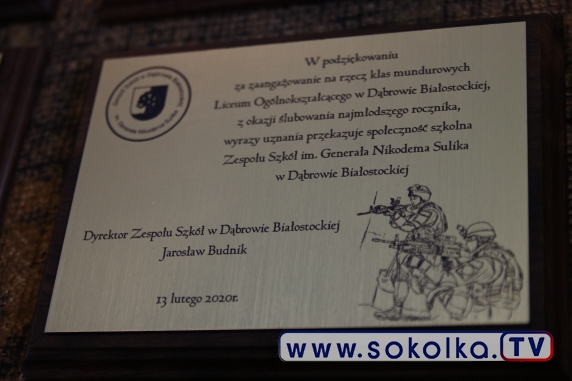 W podziękowaniu
za zaangażowanie na rzecz klas mundurowych
Liceum Ogólnokształcącego w Dąbrowie Białostockiej,
z okazji ślubowania najmłodszego rocznika,
wyrazy uznania przekazuje społeczność szkolna
Zespołu Szkół im. Generała Nikodema Sulika
w Dąbrowie Białostockiej
Dyrektor Zespołu Szkół w Dąbrowie Białostockiej
Jarosław Budnik
13 lutego 2020r.
www.sokolka.TV